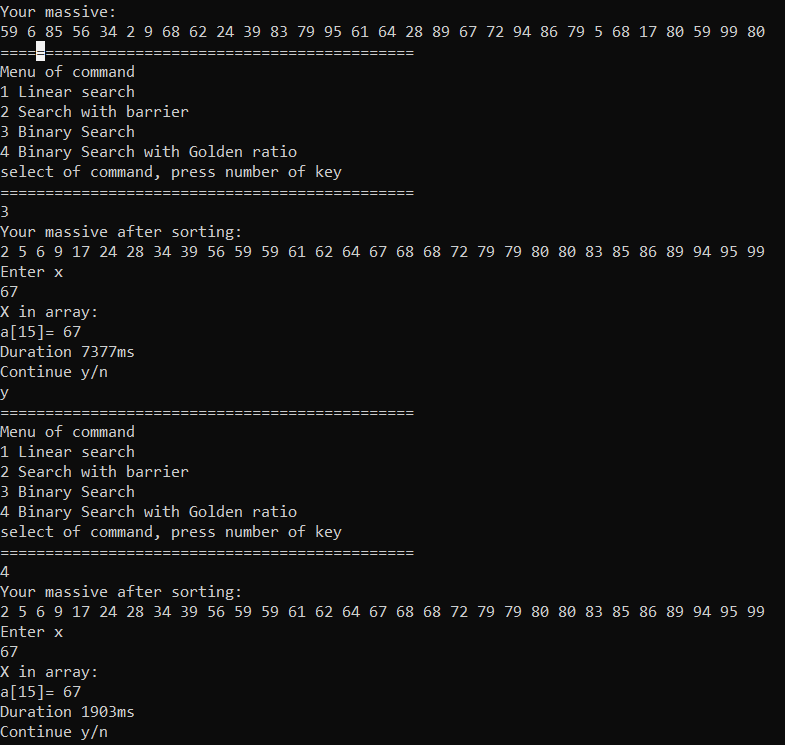 Your massive:
59 6 85 56 34 2 9 68 62 24 39 83 79 95 61 64 28 89 67 72 94 86 79 5 68 17 80 59 99 80
==============================================
Menu of command
1 Linear search
2 Search with barrier
3 Binary Search
4 Binary Search with Golden ratio
select of command, press number of key
==============================================
3
Your massive after sorting:
2 5 6 9 17 24 28 34 39 56 59 59 61 62 64 67 68 68 72 79 79 80 80 83 85 86 89 94 95 99
Enter x
67
X in array:
a[15]= 67
Duration 7377ms
Continue y/n
y
==============================================
Menu of command
1 Linear search
2 Search with barrier
3 Binary Search
4 Binary Search with Golden ratio
select of command, press number of key
==============================================
4
Your massive after sorting:
2 5 6 9 17 24 28 34 39 56 59 59 61 62 64 67 68 68 72 79 79 80 80 83 85 86 89 94 95 99
Enter x
67
X in array:
a[15]= 67
Duration 1903ms
Continue y/n